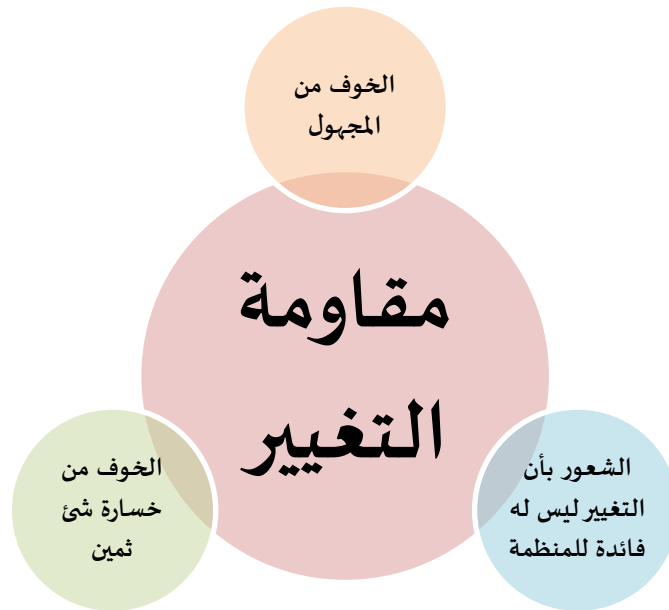 الخوف من
المجهول
مقاومة
التغيير
الشعور بأن
التغيير ليس له
فائدة للمنظمة
الخوف من
خسارة شئ
ثمين